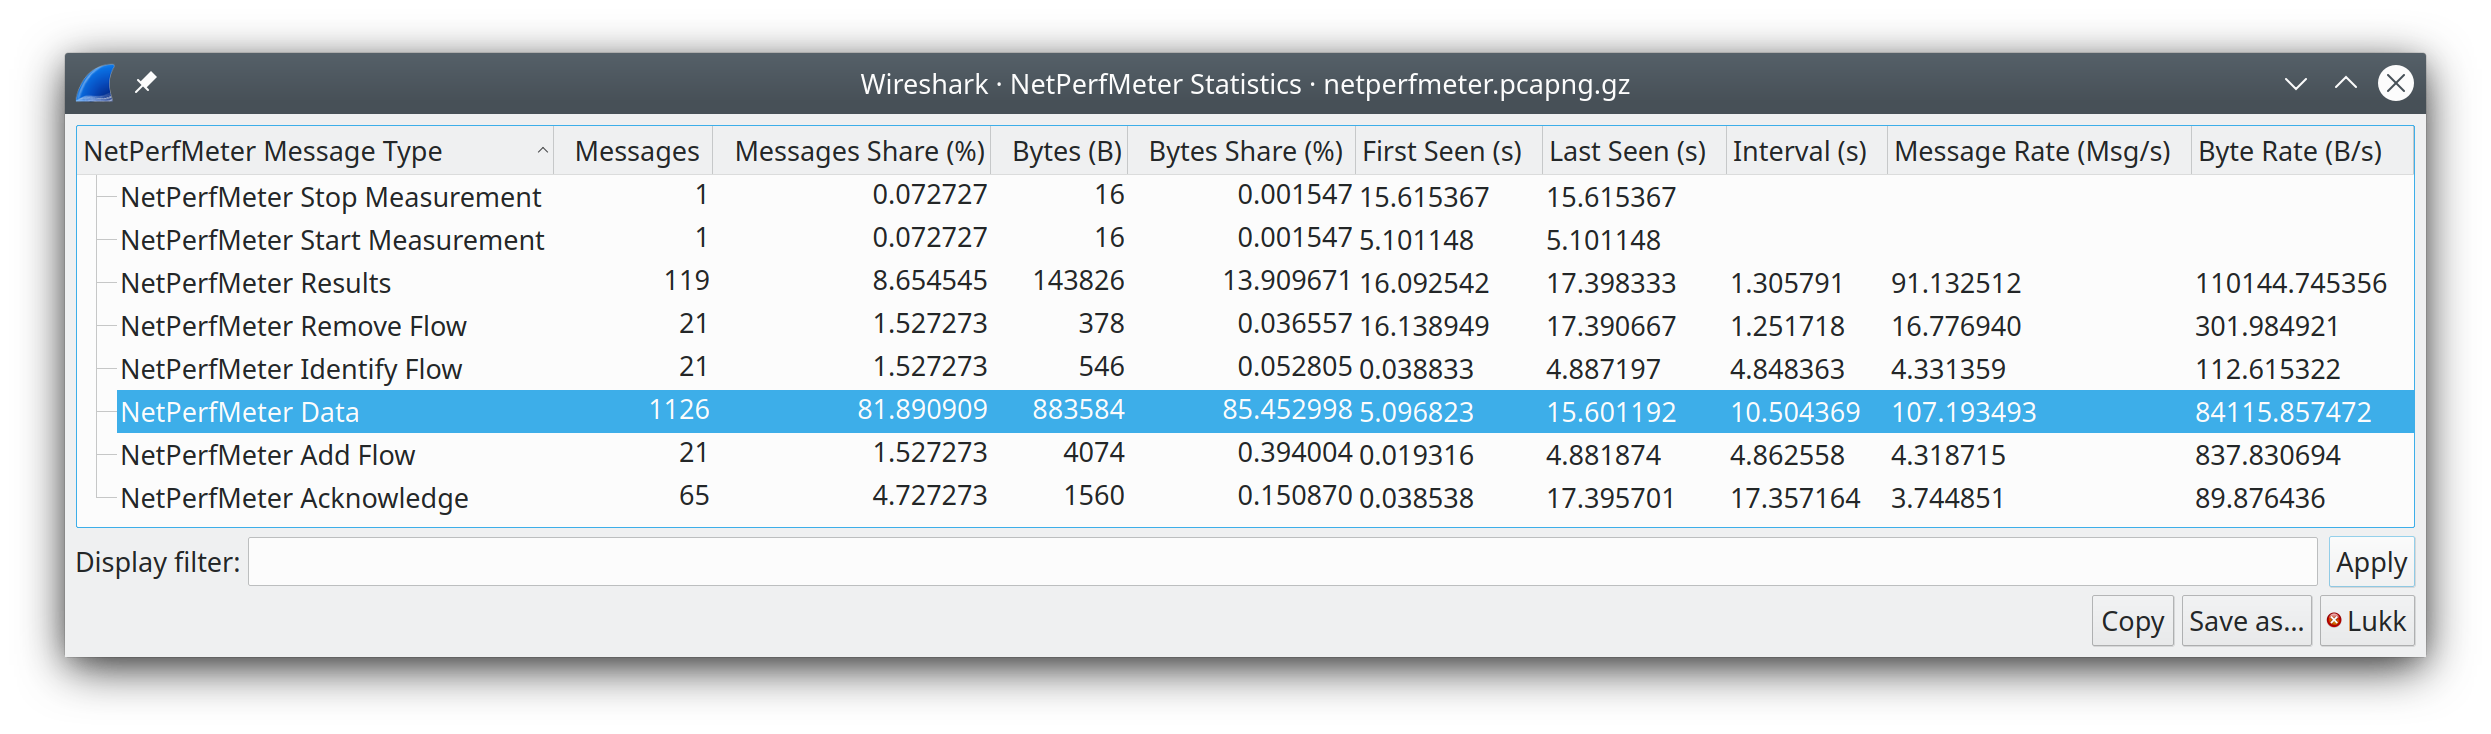 Wireshark · NetPerfMeter Statistics · netperfmeter.pcapng.gz
NetPerfMeter Message Type Messages Messages Share (%) Bytes (B) Bytes Share (%) First Seen (s) Last Seen (s) Interval (s) Message Rate (Msg/s) Byte Rate (B/s)
NetPerfMeter Stop Measurement 1 0.072727 16 0.001547 15.615367 15.615367
NetPerfMeter Start Measurement 1 0.072727 16 0.001547 5.101148 5.101148
NetPerfMeter Results 119 8.654545 143826 13.909671 16.092542 17.398333 1.305791 91.132512 110144.745356
NetPerfMeter Remove Flow 21 1.527273 378 0.036557 16.138949 17.390667 1.251718 16.776940 301.984921
NetPerfMeter Identify Flow 21 1.527273 546 0.052805 0.038833 4.887197 4.848363 4.331359 112.615322
NetPerfMeter Data 1126 81.890909 883584 85.452998 5.096823 15.601192 10.504369 107.193493 84115.857472
NetPerfMeter Add Flow 21 1.527273 4074 0.394004 0.019316 4.881874 4.862558 4.318715 837.830694
NetPerfMeter Acknowledge 65 4.727273 1560 0.150870 0.038538 17.395701 17.357164 3.744851 89.876436
Display filter: Apply
Copy Save as... Lukk